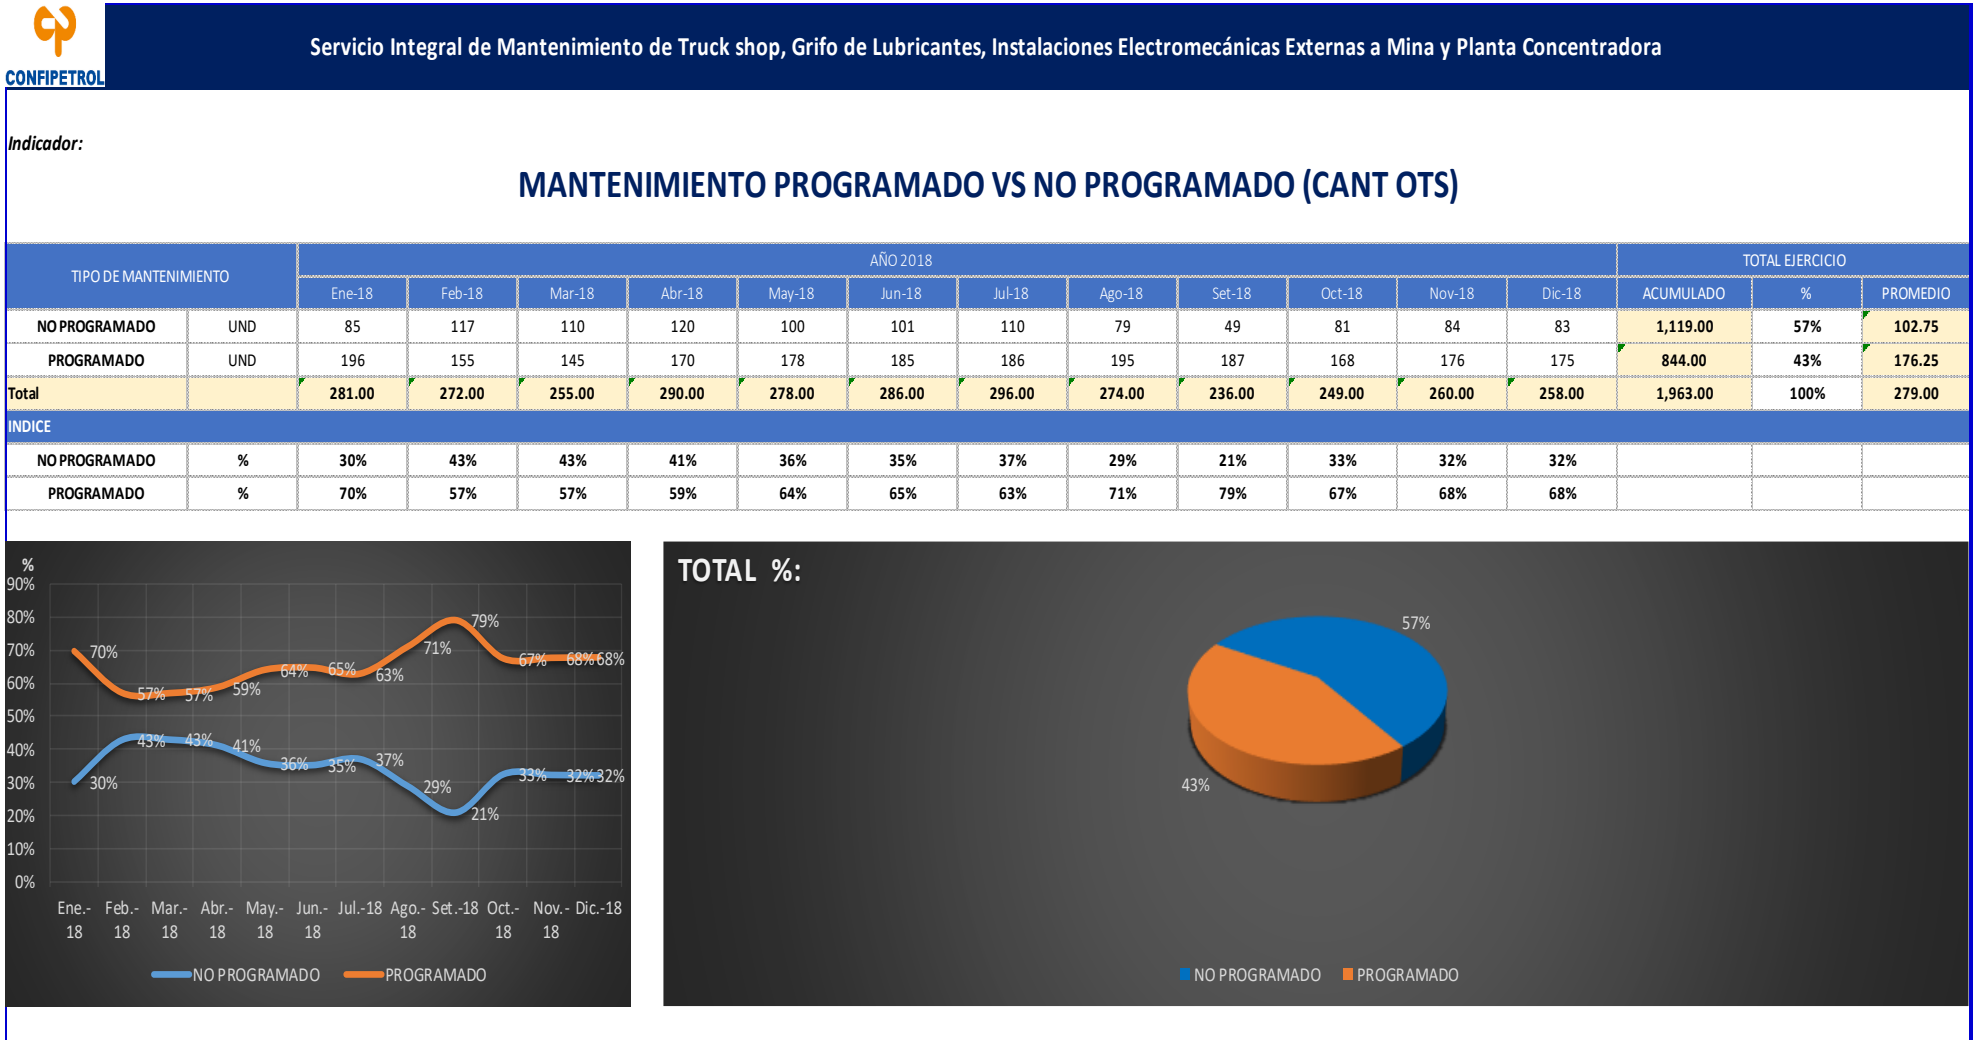 CONFIPETROL
Servicio Integral de Mantenimiento de Truck shop, Grifo de Lubricantes, Instalaciones Electromecánicas Externas a Mina y Planta Concentradora
Indicador:
MANTENIMIENTO PROGRAMADO VS NO PROGRAMADO (CANT OTS)
TIPO DE MANTENIMIENTO AÑO 2018 TOTAL EJERCICIO
Ene-18 Feb-18 Mar-18 Abr-18 May-18 Jun-18 Jul-18 Ago-18 Set-18 Oct-18 Nov-18 Dic-18 ACUMULADO % PROMEDIO
NO PROGRAMADO UND 85 117 110 120 100 101 110 79 49 81 84 83 1,119.00 57% 102.75
PROGRAMADO UND 196 155 145 170 178 185 186 195 187 168 176 175 844.00 43% 176.25
Total 281.00 272.00 255.00 290.00 278.00 286.00 296.00 274.00 236.00 249.00 260.00 258.00 1,963.00 100% 279.00
INDICE
NO PROGRAMADO % 30% 43% 43% 41% 36% 35% 37% 29% 21% 33% 32% 32%
PROGRAMADO % 70% 57% 57% 59% 64% 65% 63% 71% 79% 67% 68% 68%
%
90%
80%
70%
60%
50%
40%
30%
20%
10%
0%
70% 57% 57% 59% 64% 65% 63% 71% 79% 67% 68% 68%
30% 43% 43% 41% 36% 35% 37% 29% 21% 33% 32% 32%
Ene.- Feb.- Mar.- Abr.- May.- Jun.- Jul.-18 Ago.- Set.-18 Oct.- Nov.- Dic.-18
18 18 18 18 18 18 18 18 18
NO PROGRAMADO PROGRAMADO
TOTAL %:
57%
43%
NO PROGRAMADO PROGRAMADO